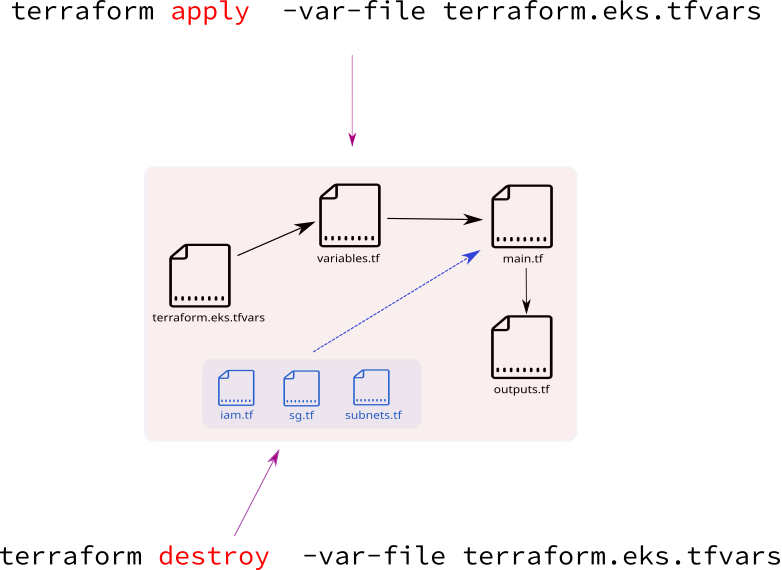 terraform apply -var-file terraform.eks.tfvars
variables.tf
main.tf
terraform.eks.tfvars
outputs.tf
iam.tf
sg.tf
subnets.tf
terraform destroy -var-file terraform.eks.tfvars